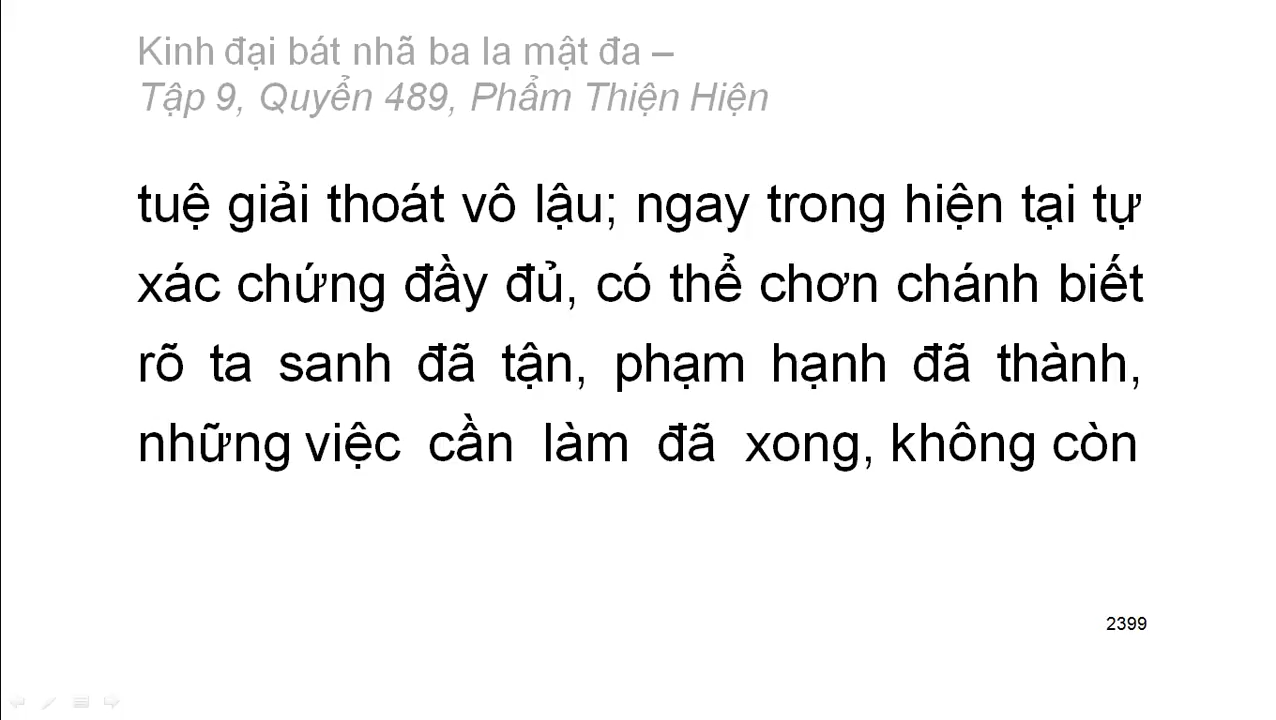 Kinh đại bát nhã ba la mật đa –
Tập 9, Quyển 489, Phẩm Thiện Hiện
tuệ giải thoát vô lậu; ngay trong hiện tại tự
xác chứng đầy đủ, có thể chơn chánh biết
rõ ta sanh đã tận, phạm hạnh đã thành,
những việc cần làm đã xong, không còn
2399